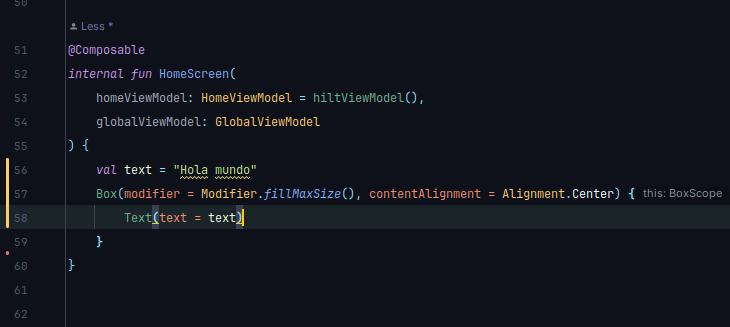 50
Less *
51 @Composable
52 internal fun HomeScreen(
53 homeViewModel: HomeViewModel = hiltViewModel(),
54 globalViewModel: GlobalViewModel
55 ) {
56 val text = "Hola mundo"
57 Box(modifier = Modifier.fillMaxSize(), contentAlignment = Alignment.Center) { this: BoxScope
58 Text(text = text)
59 }
60 }
61
62